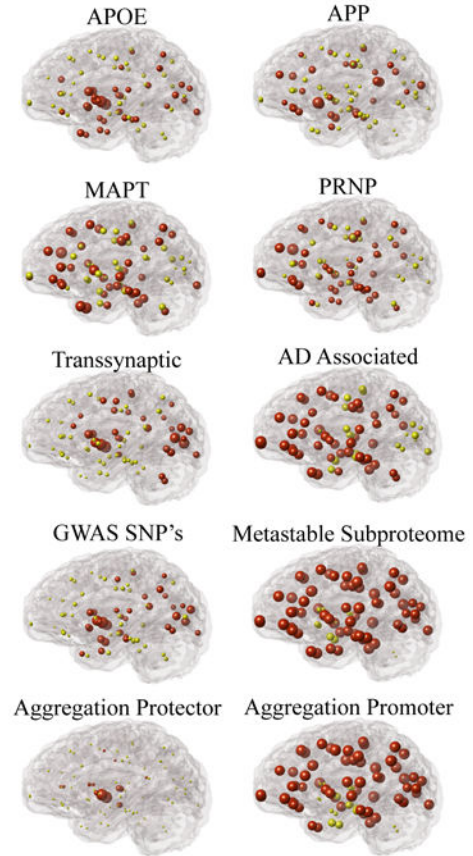 APOE
APP
MAPT
PRNP
Transsynaptic
AD Associated
GWAS SNP's
Metastable Subproteome
Aggregation Protector
Aggregation Promoter